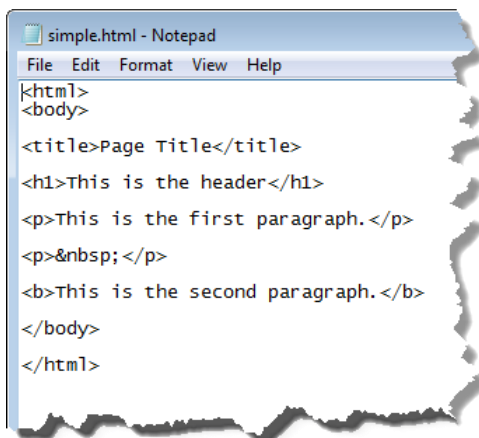 simple.html - Notepad
File Edit Format View Help
<html>
<body>
<title>Page Title</title>
<h1>This is the header</h1>
<p>This is the first paragraph.</p>
<p>&nbsp;</p>
<b>This is the second paragraph.</b>
</body>
</html>